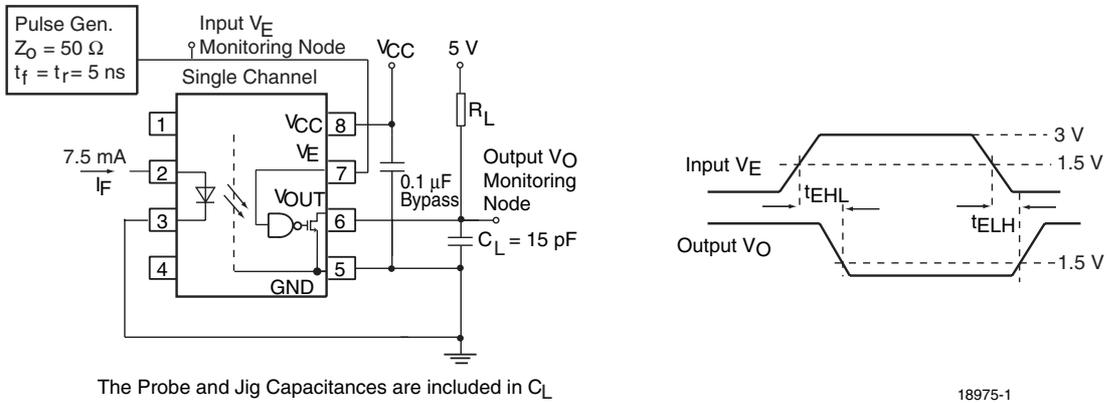 Pulse Gen.
ZO = 50 Ω
tf = tr= 5 ns
Input VE
Monitoring Node
Single Channel
VCC
5 V
RL
1
2
3
4
VCC 8
VE
7
VOUT
6
5
GND
7.5 mA
IF
0.1 μF
Bypass
Output VO
Monitoring
Node
CL = 15 pF
The Probe and Jig Capacitances are included in CL
Input VE
3 V
1.5 V
tEHL
tELH
Output VO
1.5 V
18975-1